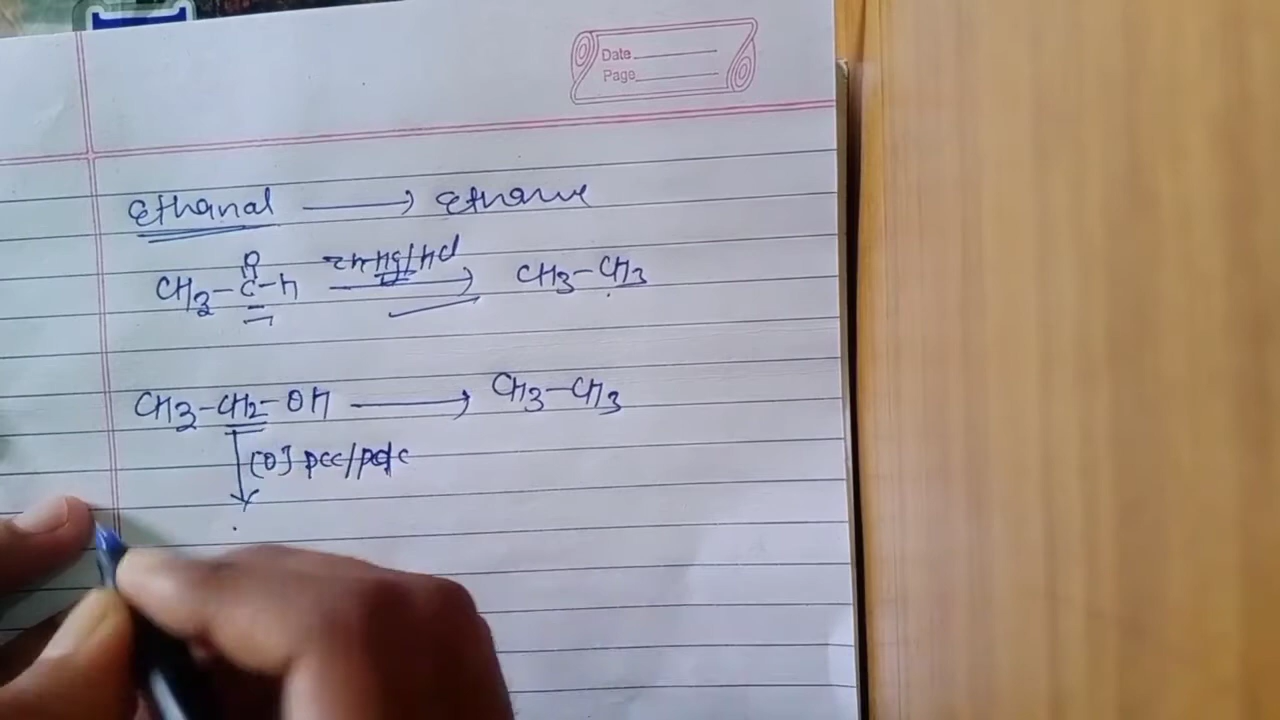 Date
Page
Ethanal → Ethane
O
CH3-C-H → CH3-CH3
CH3-CH2-OH → CH3-CH3
[O] pcc/pdc